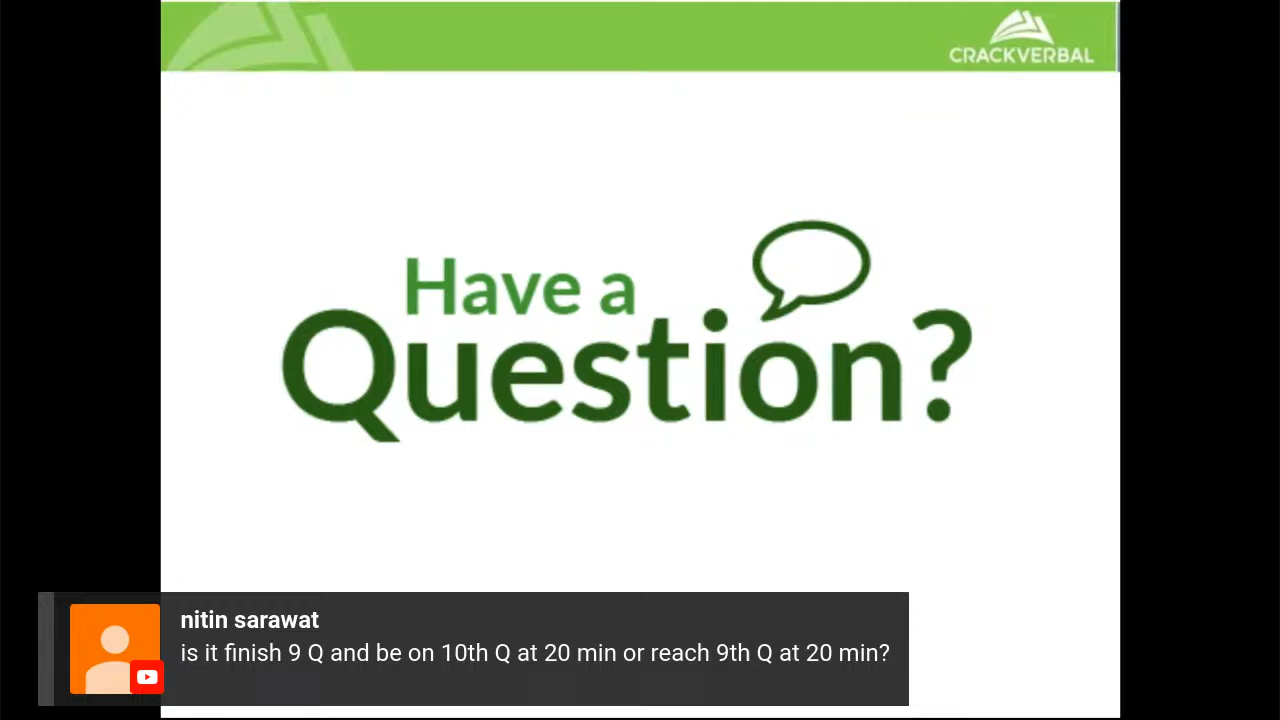 CRACKVERBAL
Have a
Question?
nitin sarawat
is it finish 9 Q and be on 10th Q at 20 min or reach 9th Q at 20 min?